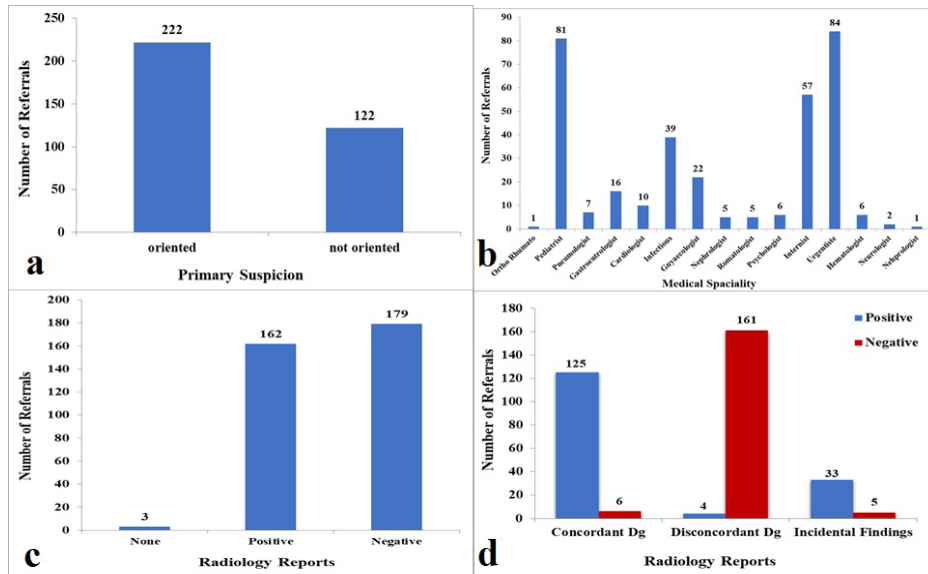 250
200
150
100
50
0
Number of Referrals
222
122
oriented
not oriented
Primary Suspicion
a
90
80
70
60
50
40
30
20
10
0
Number of Referrals
1
81
7
16
10
39
22
5
5
6
57
84
6
2
1
Ortho Rhumato
Pediatrist
Pneumologist
Gastroentrologist
Cardiologist
Infectious
Gnyaecologist
Nephrologist
Romatologist
Psychologist
Internist
Urgentiste
Hematologist
Neurologist
Nehprologist
Medical Spaciality
b
200
180
160
140
120
100
80
60
40
20
0
Number of Referrals
3
162
179
None
Positive
Negative
Radiology Reports
c
180
160
140
120
100
80
60
40
20
0
Number of Referrals
Positive
Negative
125
6
4
161
33
5
Concordant Dg
Disconcordant Dg
Incidental Findings
Radiology Reports
d